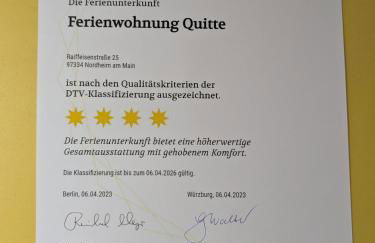 Die Ferienunterkunft
Ferienwohnung Quitte
Raiffeisenstraße 25
97334 Nordheim am Main
ist nach den Qualitätskriterien der
DTV-Klassifizierung ausgezeichnet.
Die Ferienunterkunft bietet eine höherwertige
Gesamtausstattung mit gehobenem Komfort.
Die Klassifizierung ist bis zum 06.04.2026 gültig.
Berlin, 06.04.2023 Würzburg, 06.04.2023